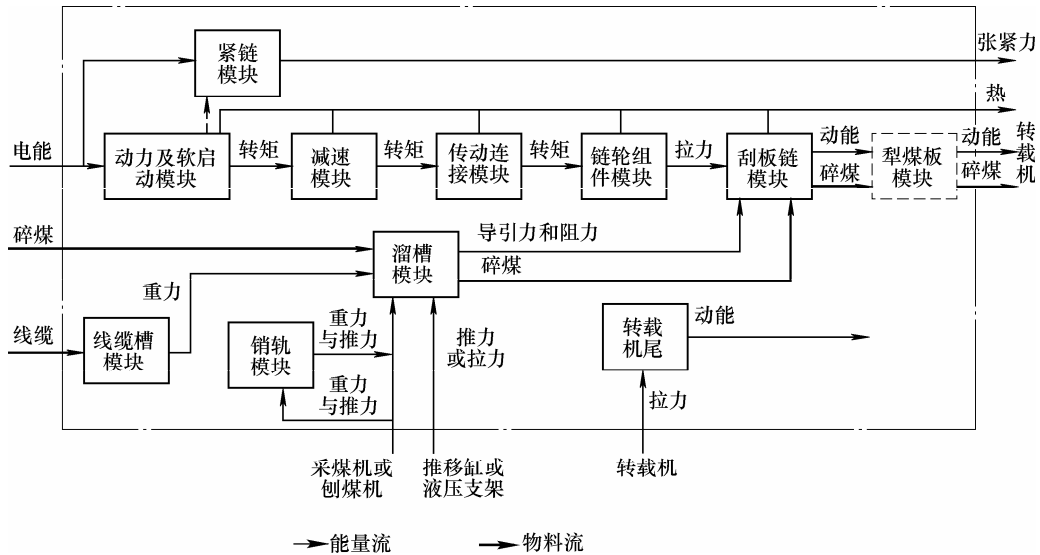 紧链
模块
张紧力
热
电能
动力及软启
动模块
转矩
减速
模块
转矩
传动连
接模块
转矩
链轮组
件模块
拉力
刮板链
模块
动能
碎煤
犁煤板
模块
动能
碎煤
转
载
机
碎煤
溜槽
模块
导引力和阻力
碎煤
重力
线缆
线缆槽
模块
销轨
模块
重力
与推力
重力
与推力
推力
或拉力
转载
机尾
动能
拉力
采煤机或
刨煤机
推移缸或
液压支架
转载机
能量流
物料流